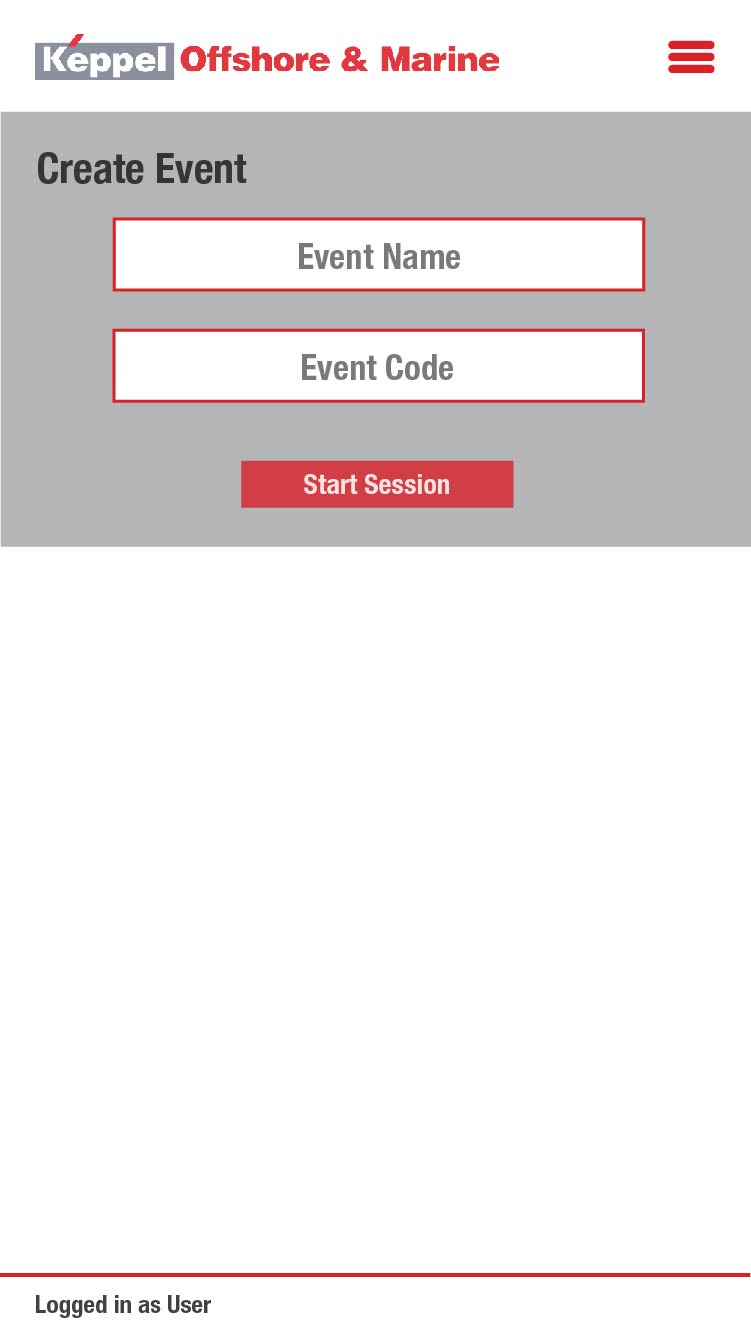 Keppel Offshore & Marine
Create Event
Event Name
Event Code
Start Session
Logged in as User